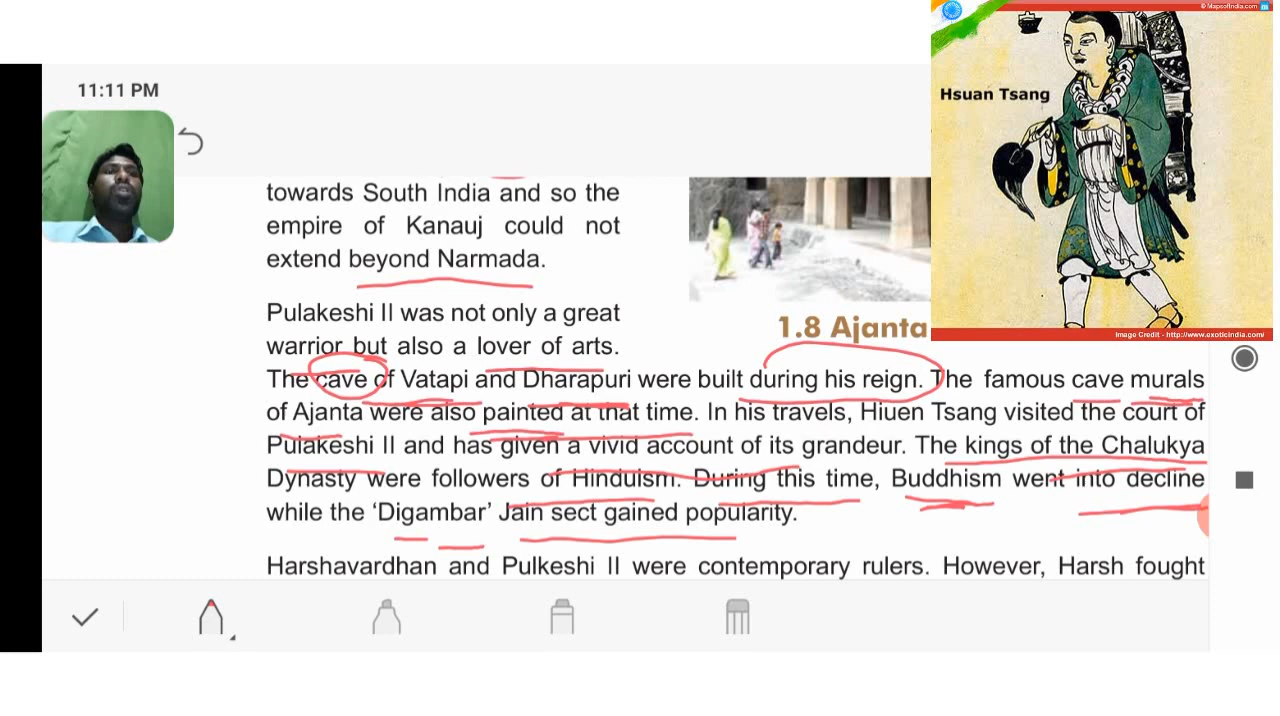 © MapsofIndia.com
Hsuan Tsang
Image Credit - http://www.exoticindia.com/
11:11 PM
towards South India and so the
empire of Kanauj could not
extend beyond Narmada.
1.8 Ajanta
Pulakeshi II was not only a great
warrior but also a lover of arts.
The cave of Vatapi and Dharapuri were built during his reign. The famous cave murals
of Ajanta were also painted at that time. In his travels, Hiuen Tsang visited the court of
Pulakeshi II and has given a vivid account of its grandeur. The kings of the Chalukya
Dynasty were followers of Hinduism. During this time, Buddhism went into decline
while the ‘Digambar’ Jain sect gained popularity.
Harshavardhan and Pulkeshi II were contemporary rulers. However, Harsh fought